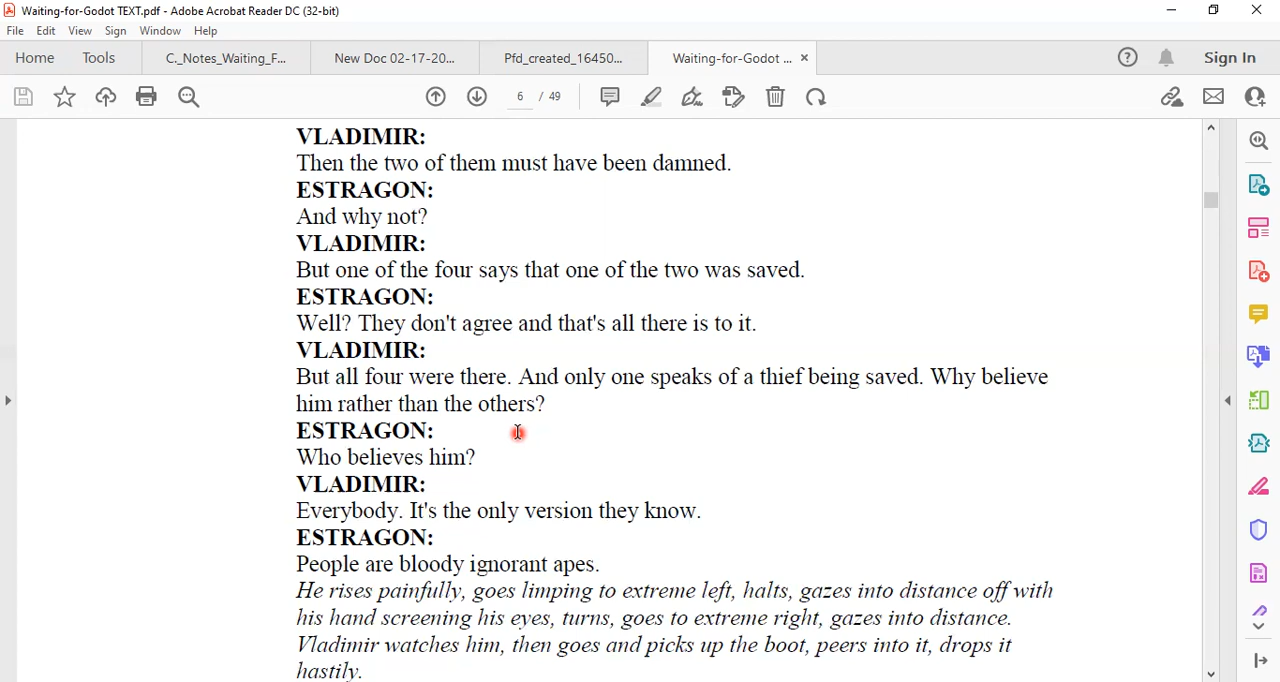 Waiting-for-Godot TEXT.pdf - Adobe Acrobat Reader DC (32-bit)
File Edit View Sign Window Help
Home Tools C._Notes_Waiting_F... New Doc 02-17-20... Pfd_created_16450... Waiting-for-Godot ... × Sign In
6 / 49
VLADIMIR:
Then the two of them must have been damned.
ESTRAGON:
And why not?
VLADIMIR:
But one of the four says that one of the two was saved.
ESTRAGON:
Well? They don't agree and that's all there is to it.
VLADIMIR:
But all four were there. And only one speaks of a thief being saved. Why believe
him rather than the others?
ESTRAGON:
Who believes him?
VLADIMIR:
Everybody. It's the only version they know.
ESTRAGON:
People are bloody ignorant apes.
He rises painfully, goes limping to extreme left, halts, gazes into distance off with
his hand screening his eyes, turns, goes to extreme right, gazes into distance.
Vladimir watches him, then goes and picks up the boot, peers into it, drops it
hastily.